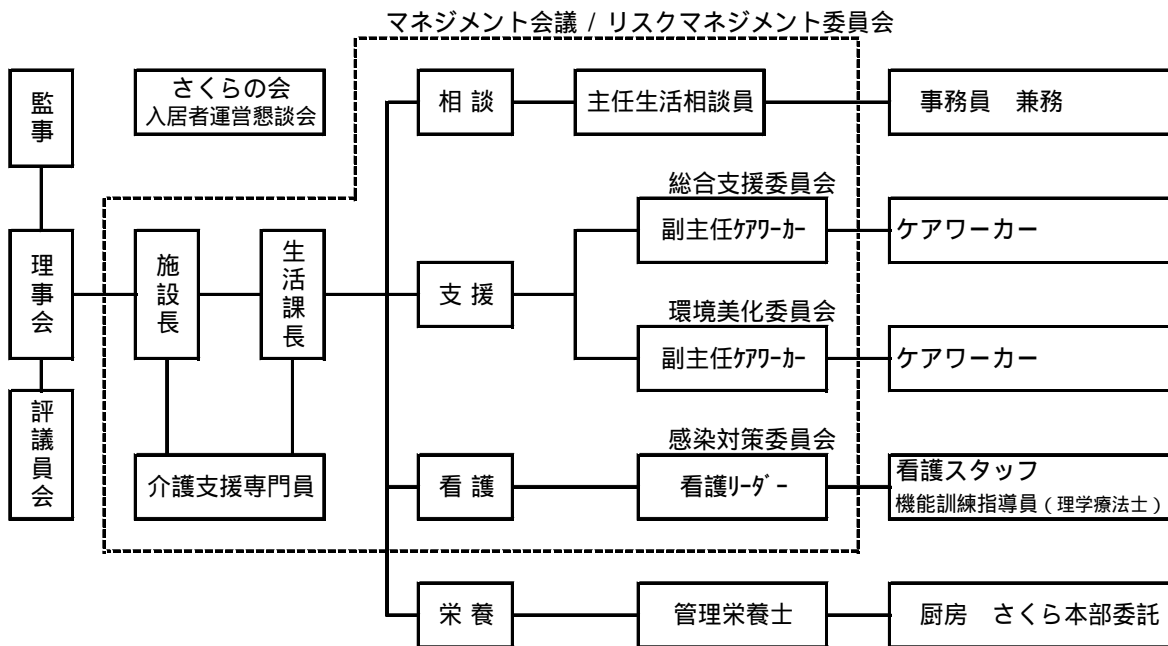 マネジメント会議 / リスクマネジメント委員会
監事
さくらの会
入居者運営懇談会
相 談
主任生活相談員
事務員　兼務
総合支援委員会
副主任ｹｱﾜｰｶｰ
ケアワーカー
理事会
施設長
生活課長
支 援
環境美化委員会
副主任ｹｱﾜｰｶｰ
ケアワーカー
評議員会
介護支援専門員
感染対策委員会
看 護
看護ﾘｰﾀﾞｰ
看護スタッフ
機能訓練指導員（理学療法士）
栄 養
管理栄養士
厨房　さくら本部委託